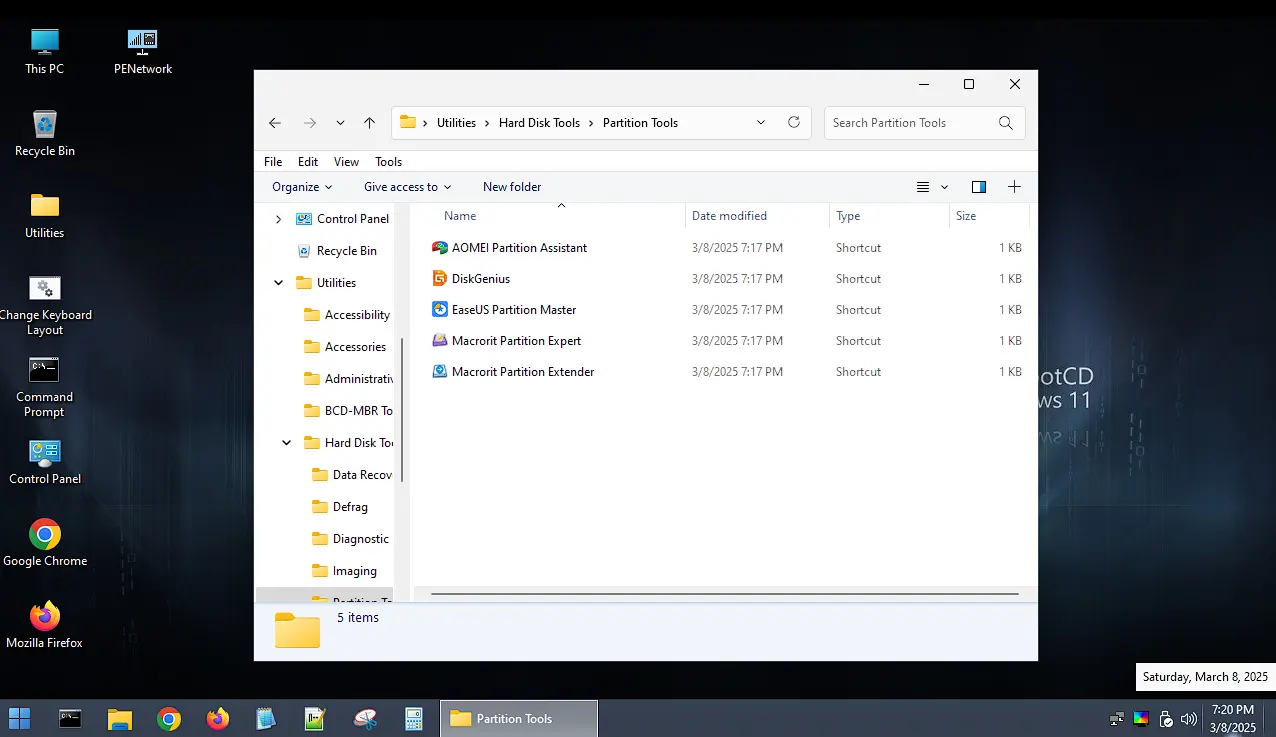 This PC
PENetwork
Recycle Bin
Utilities
Change Keyboard
Layout
C:\
Command
Prompt
Control Panel
Google Chrome
Mozilla Firefox
Utilities
Hard Disk Tools
Partition Tools
Search Partition Tools
File Edit View Tools
Organize
Give access to
New folder
Control Panel
Recycle Bin
Utilities
Accessibility
Accessories
Administrativ
BCD-MBR To
Hard Disk Too
Data Recov
Defrag
Diagnostic
Imaging
Partition To
Name Date modified Type Size
AOMEI Partition Assistant 3/8/2025 7:17 PM Shortcut 1 KB
DiskGenius 3/8/2025 7:17 PM Shortcut 1 KB
EaseUS Partition Master 3/8/2025 7:17 PM Shortcut 1 KB
Macrorit Partition Expert 3/8/2025 7:17 PM Shortcut 1 KB
Macrorit Partition Extender 3/8/2025 7:17 PM Shortcut 1 KB
5 items
otCD
ws 11
Saturday, March 8, 2025
Partition Tools
7:20 PM
3/8/2025